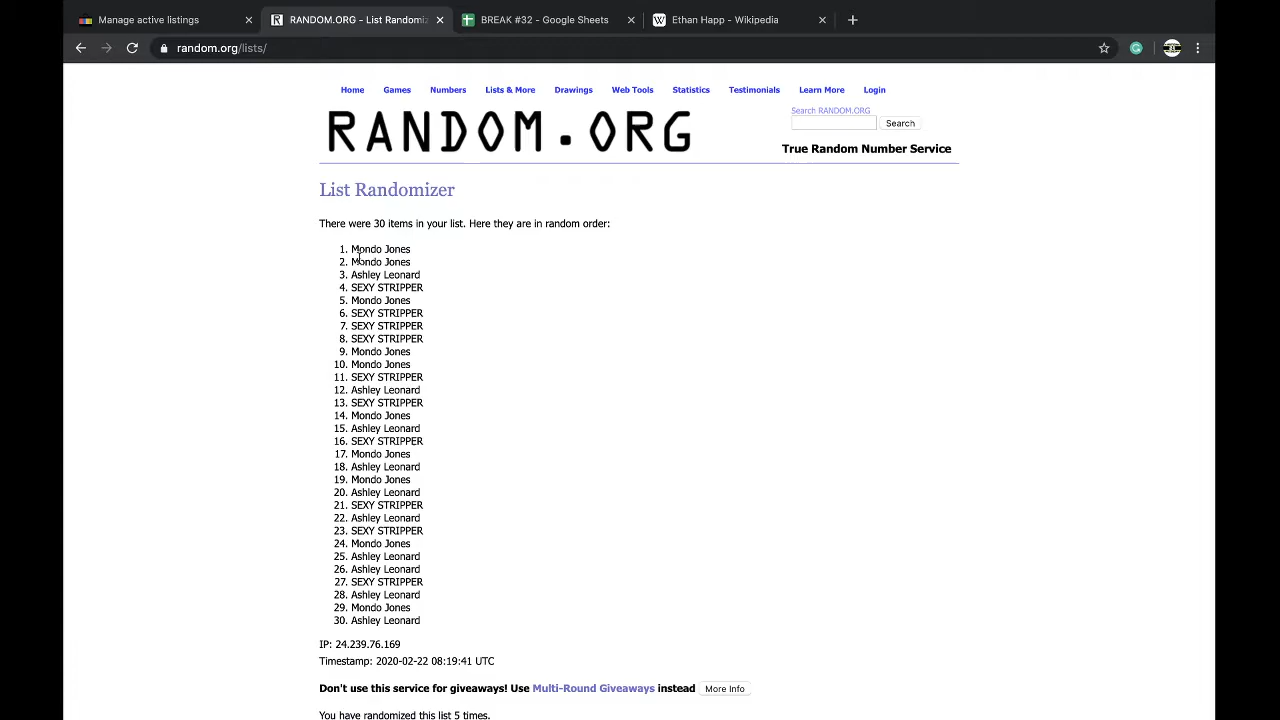 Manage active listings
RANDOM.ORG - List Randomiz
BREAK #32 - Google Sheets
Ethan Happ - Wikipedia
random.org/lists/
Home Games Numbers Lists & More Drawings Web Tools Statistics Testimonials Learn More Login
RANDOM.ORG
Search RANDOM.ORG
Search
True Random Number Service
List Randomizer
There were 30 items in your list. Here they are in random order:
1. Mondo Jones
2. Mondo Jones
3. Ashley Leonard
4. SEXY STRIPPER
5. Mondo Jones
6. SEXY STRIPPER
7. SEXY STRIPPER
8. SEXY STRIPPER
9. Mondo Jones
10. Mondo Jones
11. SEXY STRIPPER
12. Ashley Leonard
13. SEXY STRIPPER
14. Mondo Jones
15. Ashley Leonard
16. SEXY STRIPPER
17. Mondo Jones
18. Ashley Leonard
19. Mondo Jones
20. Ashley Leonard
21. SEXY STRIPPER
22. Ashley Leonard
23. SEXY STRIPPER
24. Mondo Jones
25. Ashley Leonard
26. Ashley Leonard
27. SEXY STRIPPER
28. Ashley Leonard
29. Mondo Jones
30. Ashley Leonard
IP: 24.239.76.169
Timestamp: 2020-02-22 08:19:41 UTC
Don't use this service for giveaways! Use Multi-Round Giveaways instead More Info
You have randomized this list 5 times.